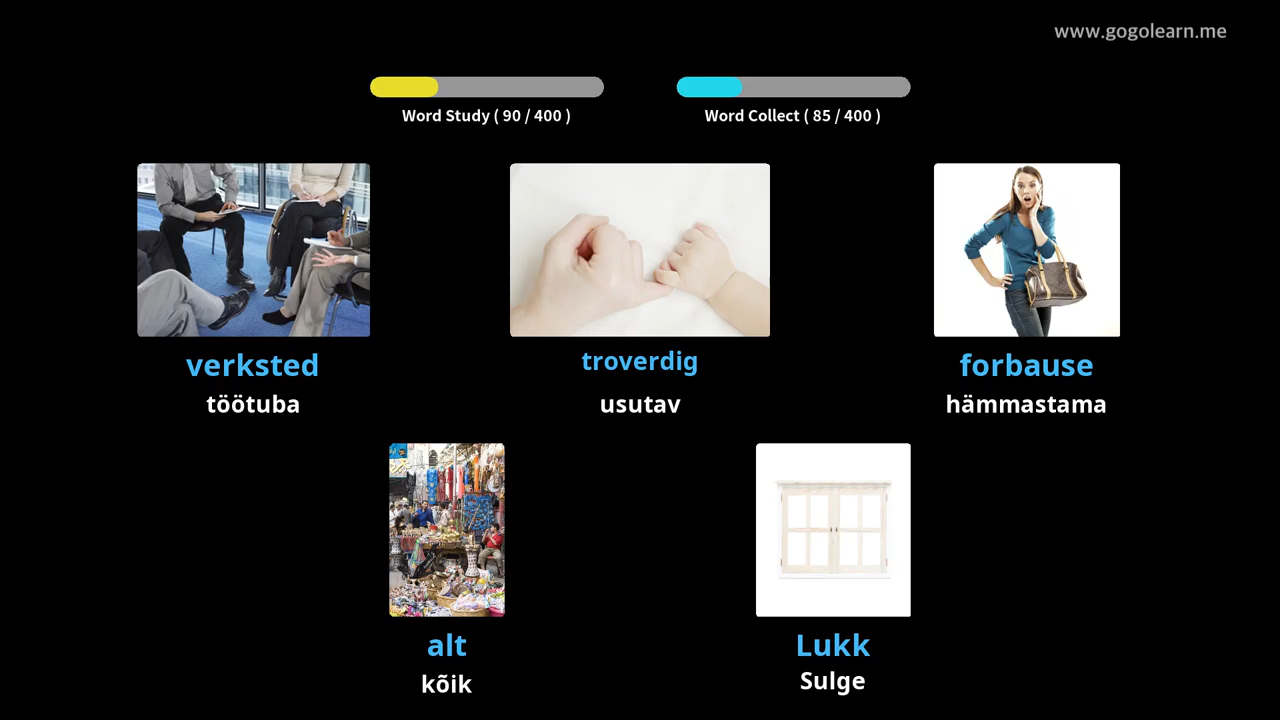 www.gogolearn.me
Word Study ( 90 / 400 )
Word Collect ( 85 / 400 )
verksted
töötuba
troverdig
usutav
forbause
hämmastama
alt
kõik
Lukk
Sulge